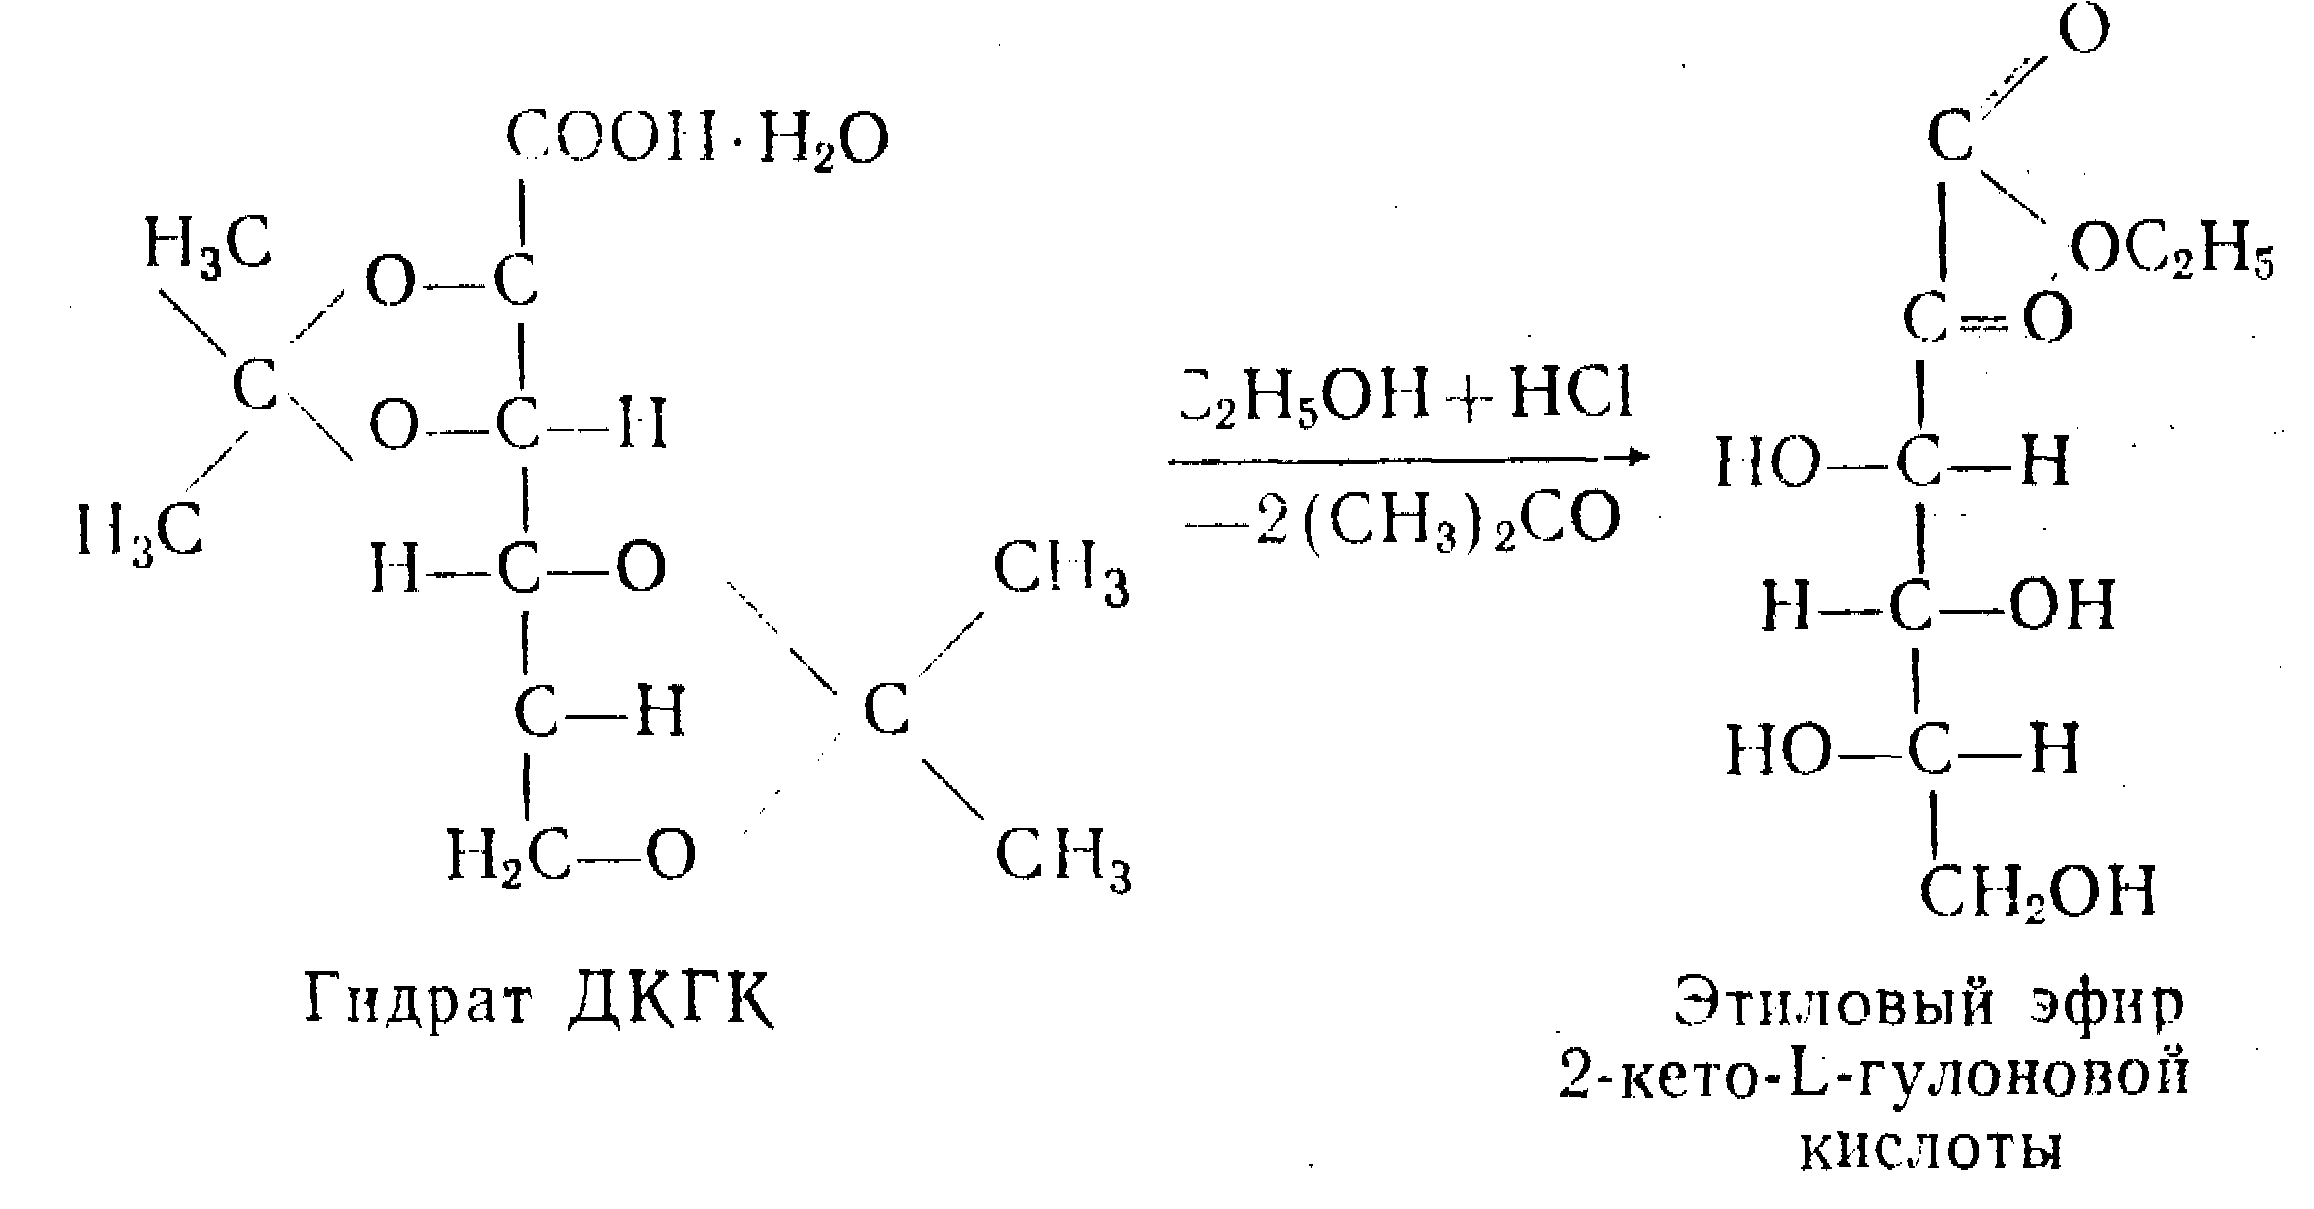 COOH·H₂O
H₃C
O—C
C
O—C—H
H₃C
H—C—O
CH₃
C—H
C
H₂C—O
CH₃
Гидрат ДКГК
C₂H₅OH+HCl
—2(CH₃)₂CO
O
C
OC₂H₅
C=O
HO—C—H
H—C—OH
HO—C—H
CH₂OH
Этиловый эфир
2-кето-L-гулоновой
кислоты